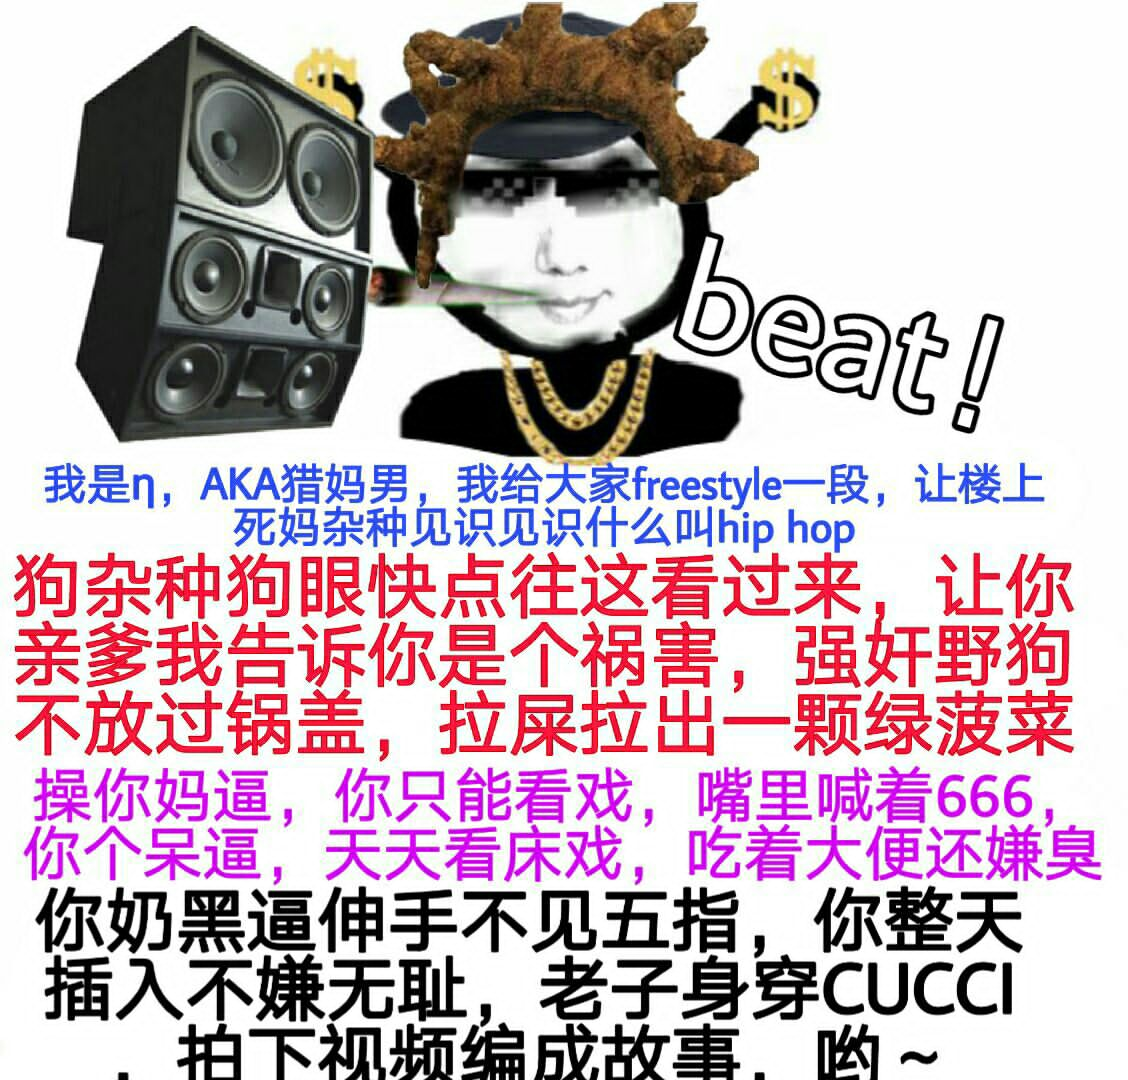 beat!
我是η，AKA猎妈男，我给大家freestyle一段，让楼上
死妈杂种见识见识什么叫hip hop
狗杂种狗眼快点往这看过来，让你
亲爹我告诉你是个祸害，强奸野狗
不放过锅盖，拉屎拉出一颗绿菠菜
操你妈逼，你只能看戏，嘴里喊着666，
你个呆逼，天天看床戏，吃着大便还嫌臭
你奶黑逼伸手不见五指，你整天
插入不嫌无耻，老子身穿CUCCI
，拍下视频编成故事，哟~